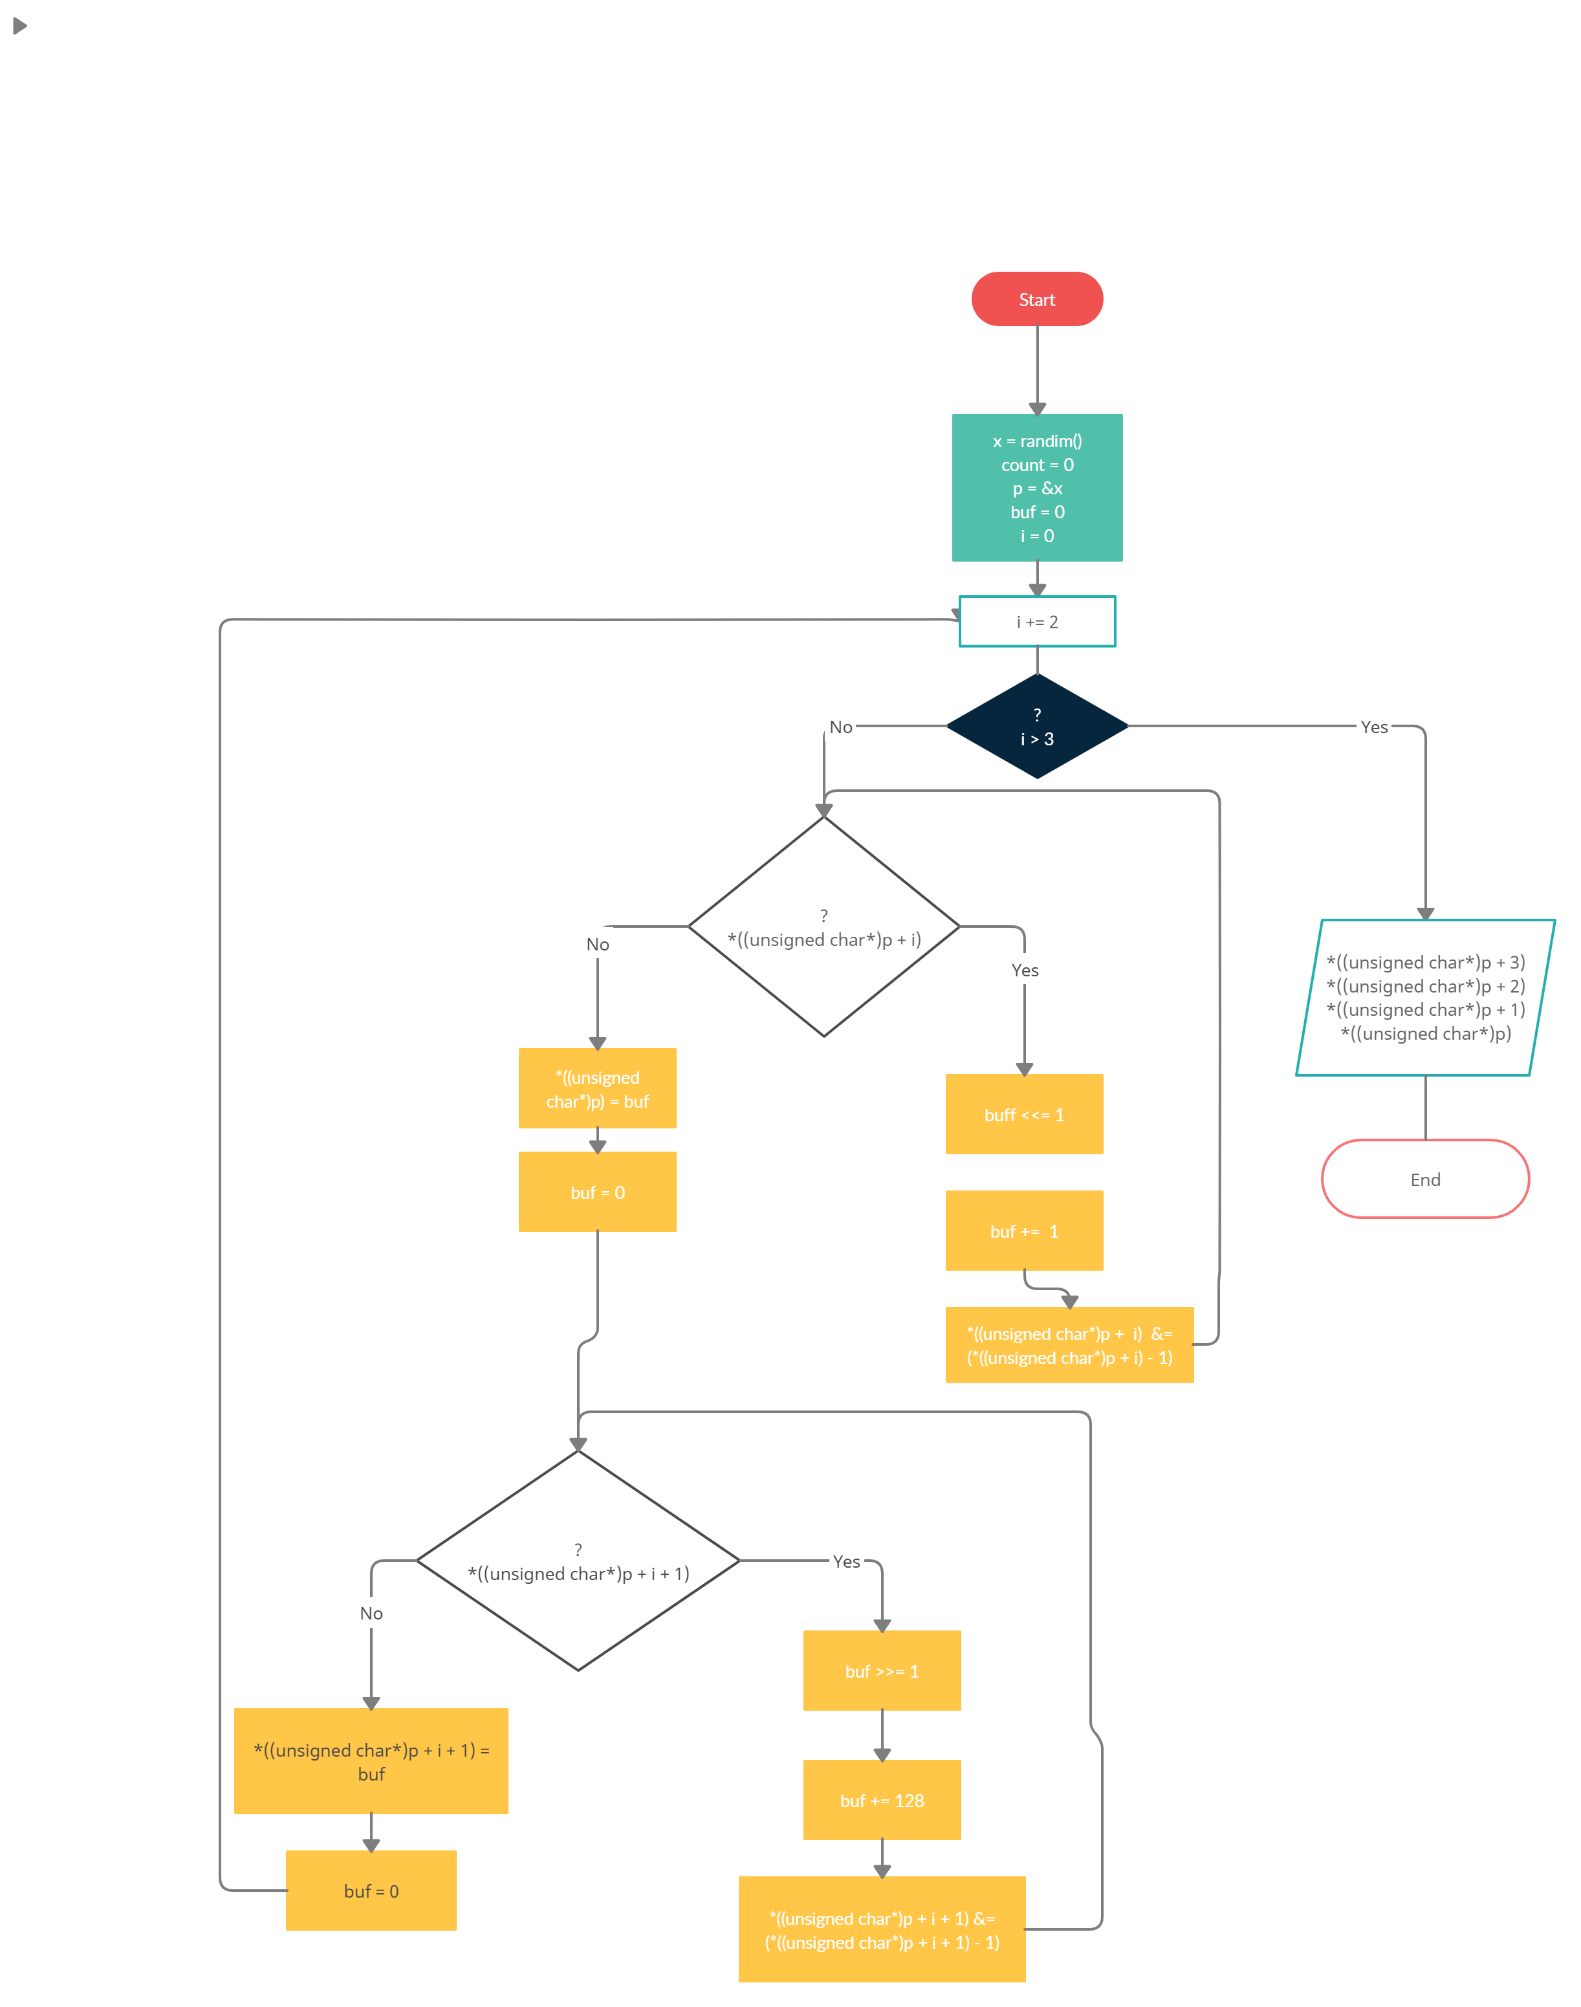 Start
x = randim()
count = 0
p = &x
buf = 0
i = 0
i += 2
?
i > 3
No
Yes
?
*((unsigned char*)p + i)
No
Yes
*((unsigned char*)p + 3)
*((unsigned char*)p + 2)
*((unsigned char*)p + 1)
*((unsigned char*)p)
End
*((unsigned
char*)p) = buf
buf = 0
buff <<= 1
buf += 1
*((unsigned char*)p + i) &=
(*((unsigned char*)p + i) - 1)
?
*((unsigned char*)p + i + 1)
No
Yes
*((unsigned char*)p + i + 1) =
buf
buf = 0
buf >>= 1
buf += 128
*((unsigned char*)p + i + 1) &=
(*((unsigned char*)p + i + 1) - 1)